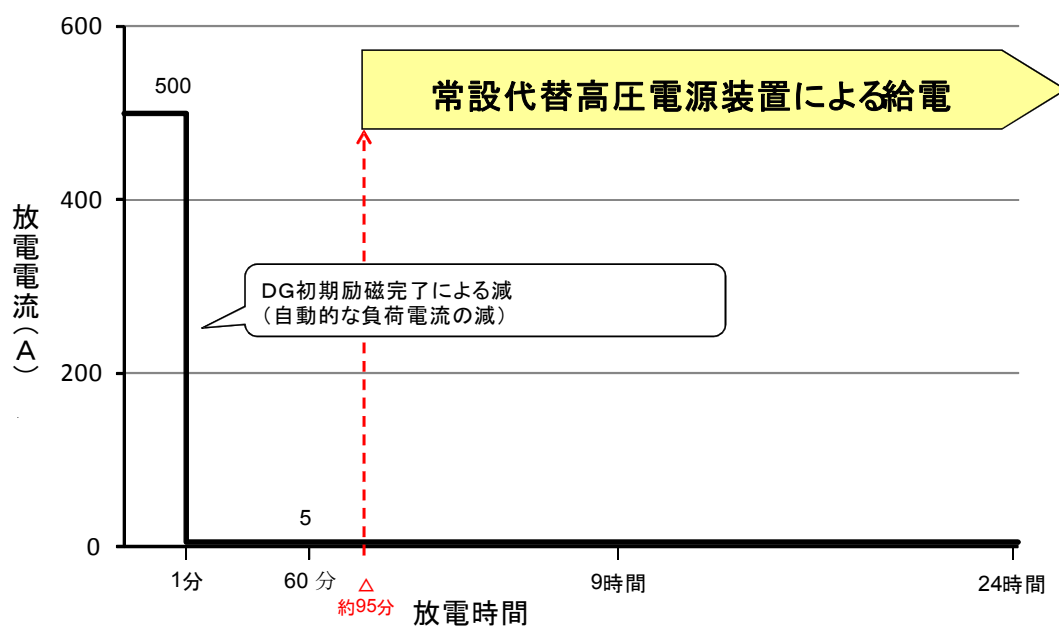 600
常設代替高圧電源装置による給電
500
400
放電電流(A)
DG初期励磁完了による減
(自動的な負荷電流の減)
200
5
0
1分
60 分
△
約95分
9時間
24時間
放電時間